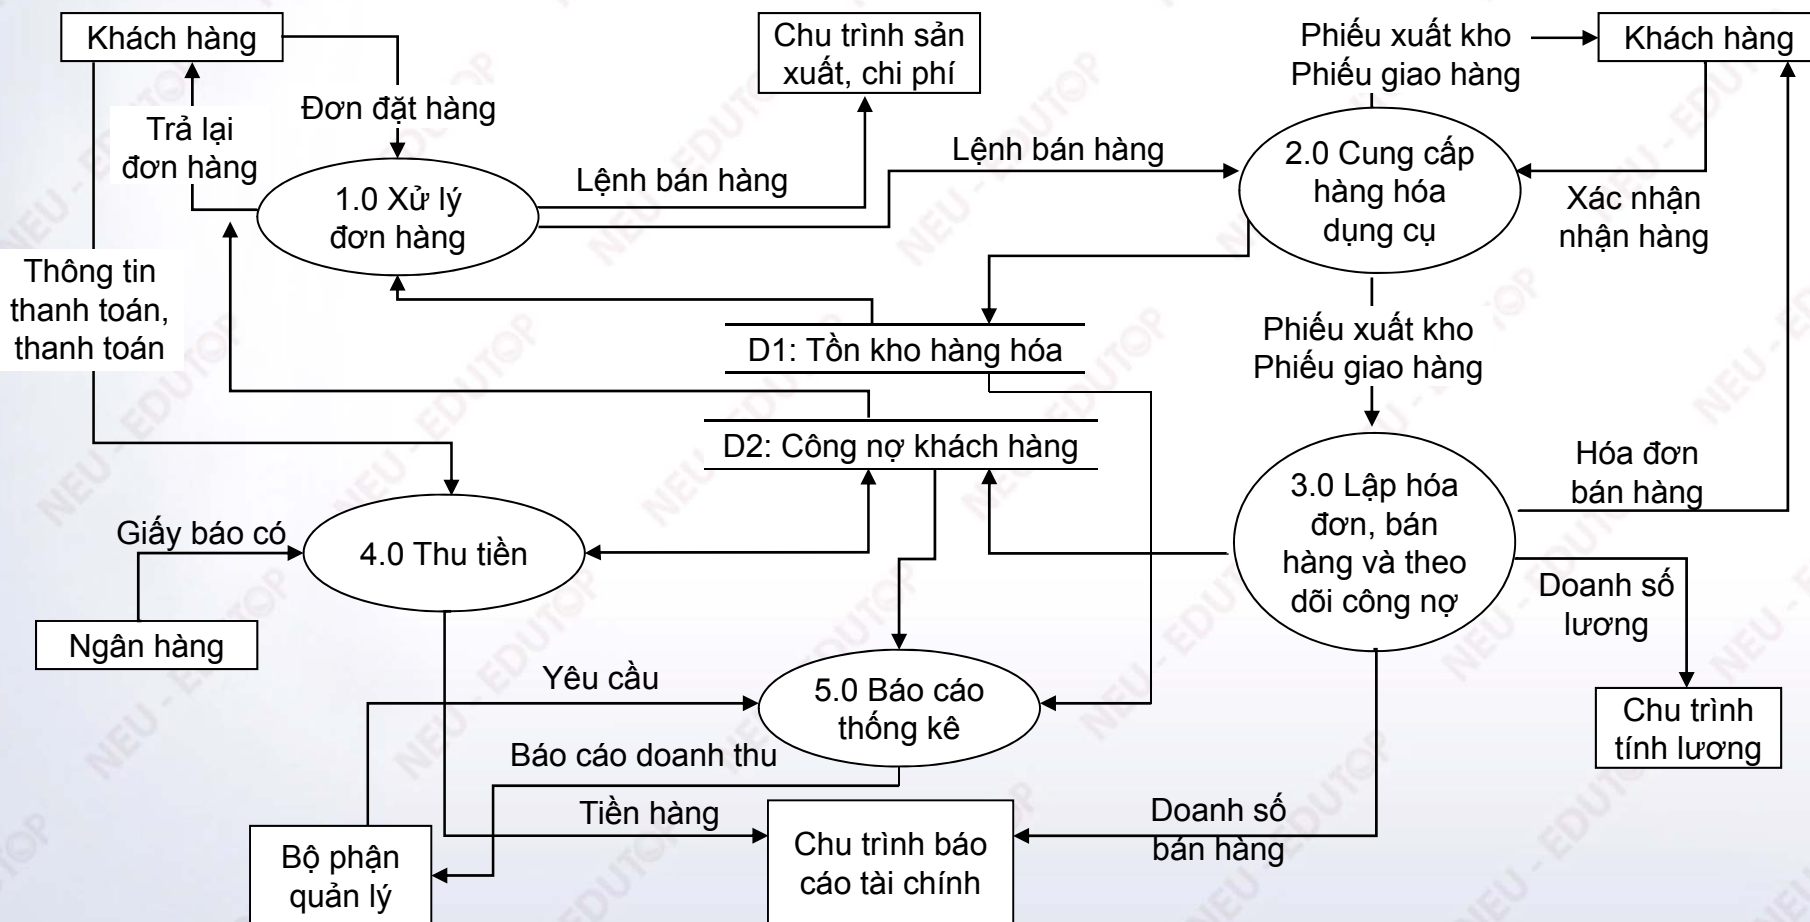 Khách hàng
Chu trình sản
xuất, chi phí
Phiếu xuất kho
Phiếu giao hàng
Khách hàng
Đơn đặt hàng
Trả lại
đơn hàng
Lệnh bán hàng
Lệnh bán hàng
1.0 Xử lý
đơn hàng
2.0 Cung cấp
hàng hóa
dụng cụ
Xác nhận
nhận hàng
Thông tin
thanh toán,
thanh toán
D1: Tồn kho hàng hóa
Phiếu xuất kho
Phiếu giao hàng
D2: Công nợ khách hàng
Hóa đơn
bán hàng
3.0 Lập hóa
đơn, bán
hàng và theo
dõi công nợ
Giấy báo có
4.0 Thu tiền
Doanh số
lương
Ngân hàng
Yêu cầu
5.0 Báo cáo
thống kê
Chu trình
tính lương
Báo cáo doanh thu
Tiền hàng
Doanh số
bán hàng
Bộ phận
quản lý
Chu trình báo
cáo tài chính
NEU - EDUTOP